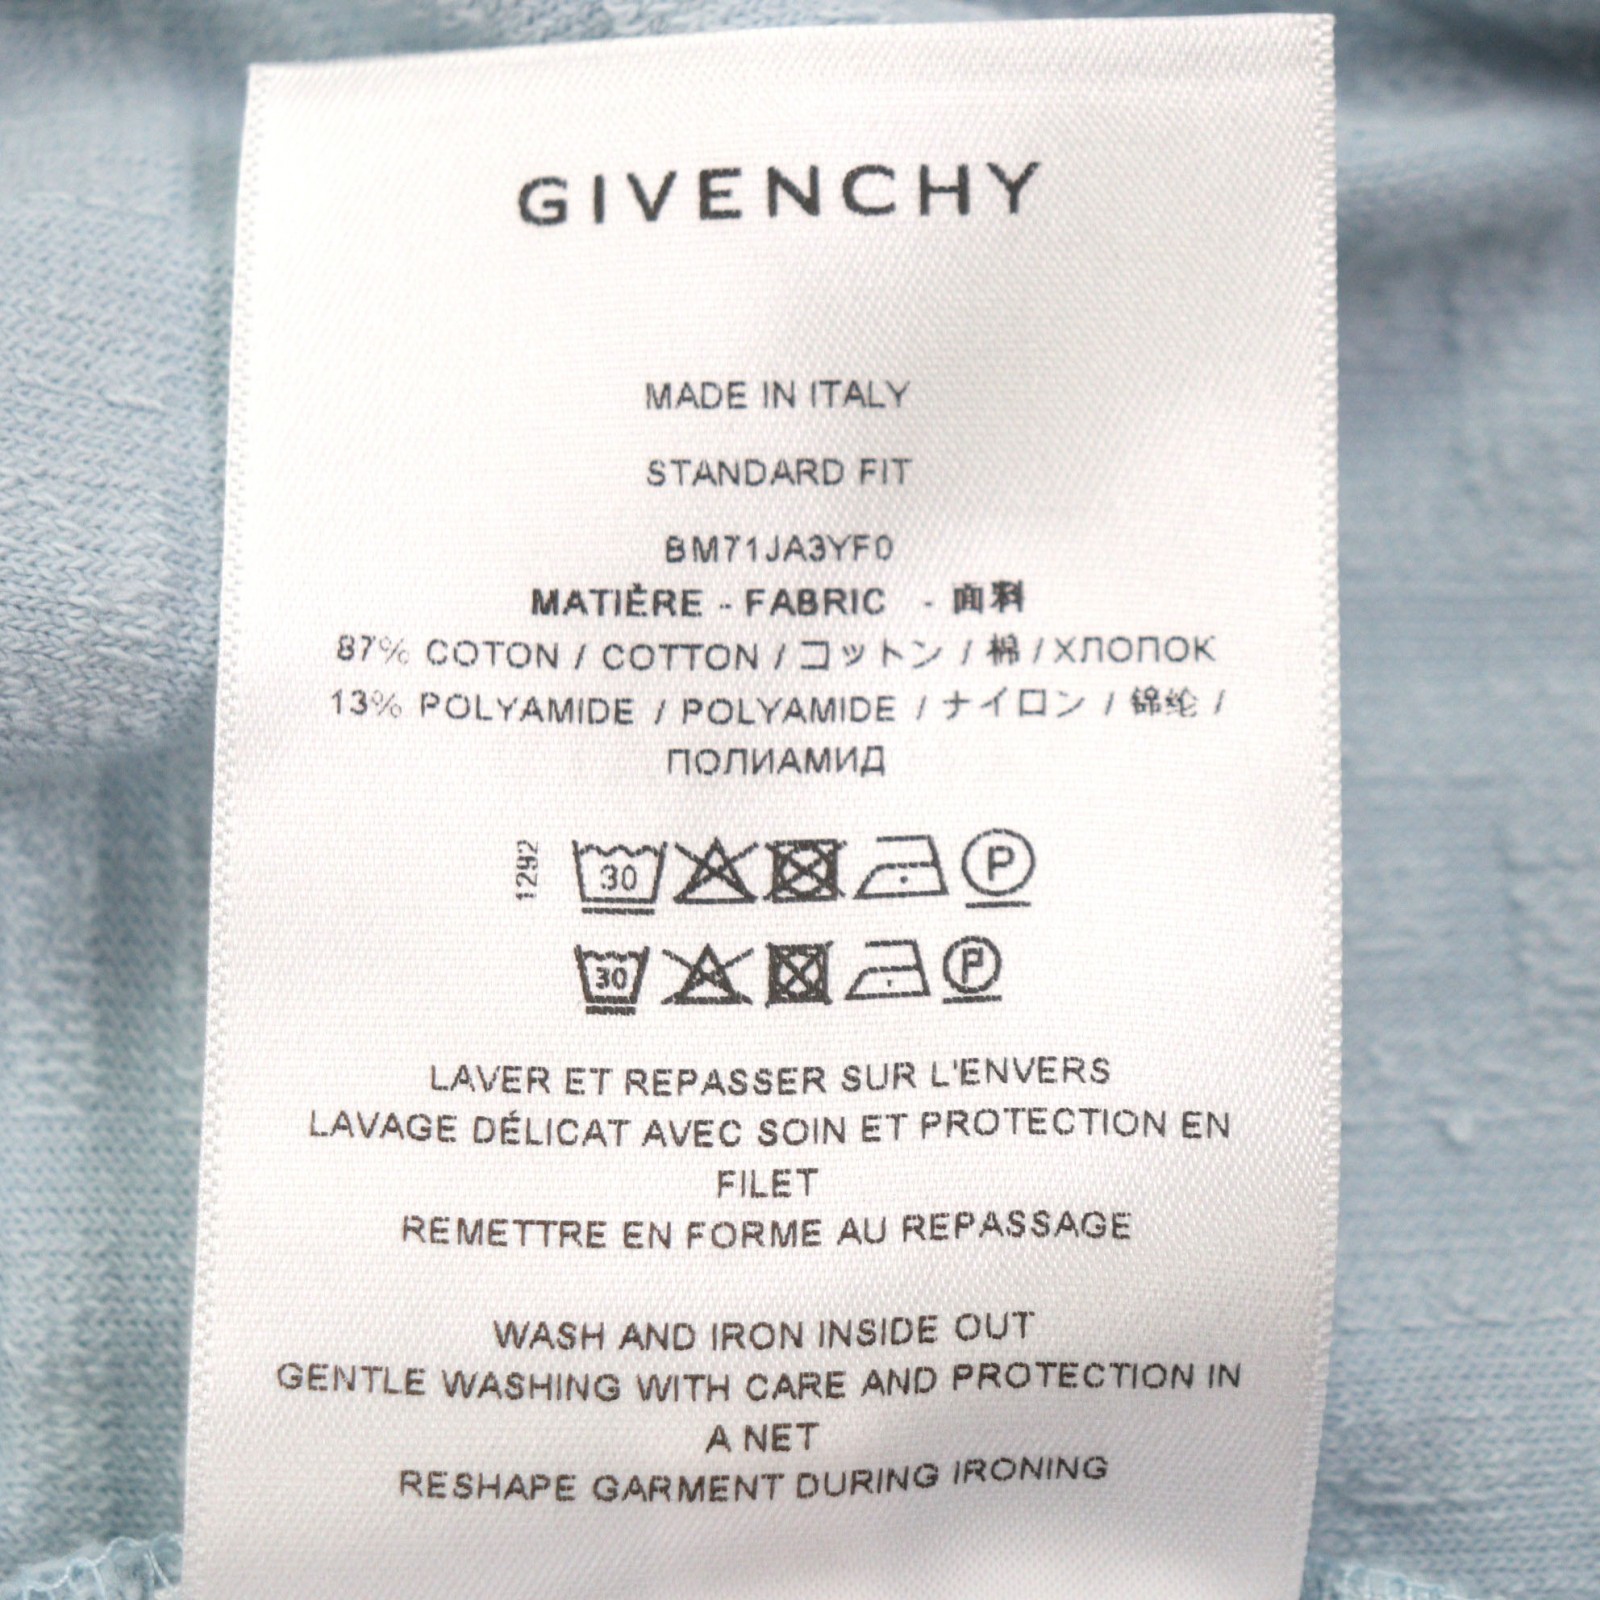 GIVENCHY
MADE IN ITALY
STANDARD FIT
BM71JA3YF0
MATIÈRE - FABRIC - 面料
87% COTON / COTTON / コットン / 棉 / ХЛОПОК
13% POLYAMIDE / POLYAMIDE / ナイロン / 锦纶 /
ПОЛИАМИД
1292
30 P
30 P
LAVER ET REPASSER SUR L'ENVERS
LAVAGE DÉLICAT AVEC SOIN ET PROTECTION EN
FILET
REMETTRE EN FORME AU REPASSAGE
WASH AND IRON INSIDE OUT
GENTLE WASHING WITH CARE AND PROTECTION IN
A NET
RESHAPE GARMENT DURING IRONING